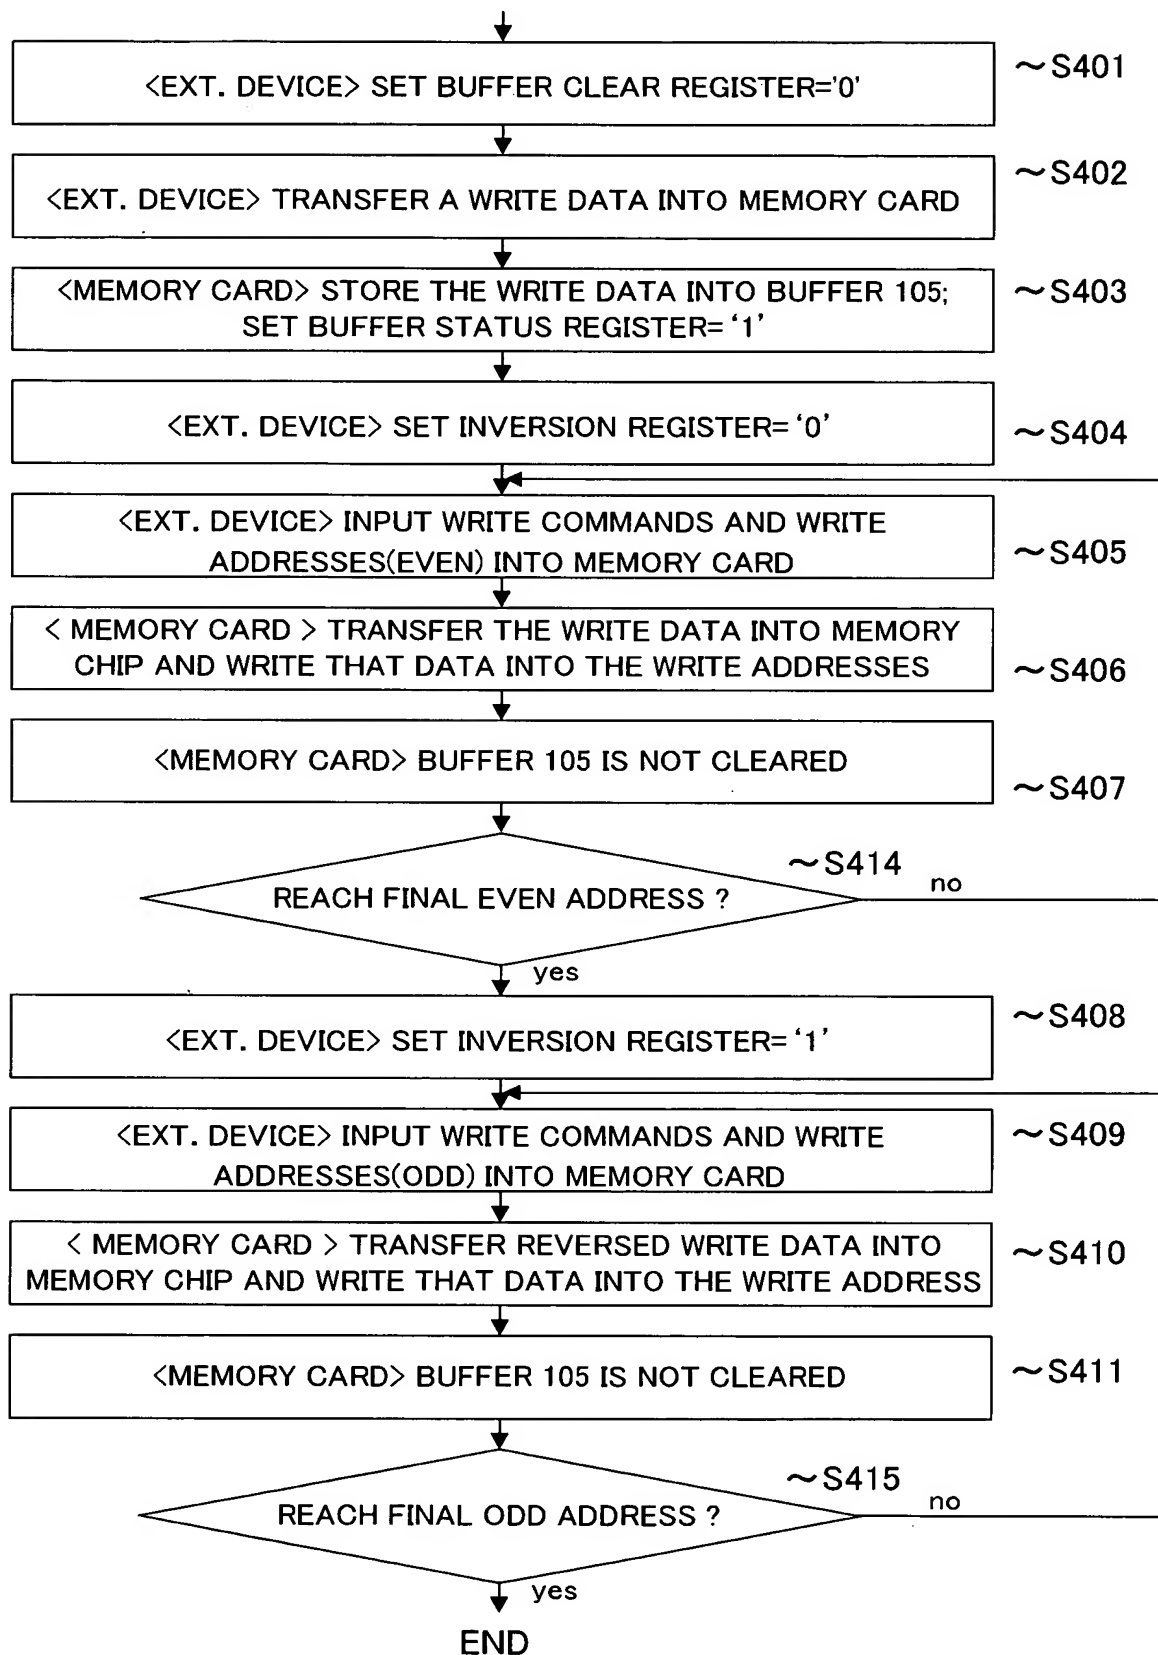 <EXT. DEVICE> SET BUFFER CLEAR REGISTER='0'
~S401
<EXT. DEVICE> TRANSFER A WRITE DATA INTO MEMORY CARD
~S402
<MEMORY CARD> STORE THE WRITE DATA INTO BUFFER 105;
SET BUFFER STATUS REGISTER= ‘1’
~S403
<EXT. DEVICE> SET INVERSION REGISTER= ‘0’
~S404
<EXT. DEVICE> INPUT WRITE COMMANDS AND WRITE
ADDRESSES(EVEN) INTO MEMORY CARD
~S405
< MEMORY CARD > TRANSFER THE WRITE DATA INTO MEMORY
CHIP AND WRITE THAT DATA INTO THE WRITE ADDRESSES
~S406
<MEMORY CARD> BUFFER 105 IS NOT CLEARED
~S407
~S414
REACH FINAL EVEN ADDRESS ?
no
yes
<EXT. DEVICE> SET INVERSION REGISTER= ‘1’
~S408
<EXT. DEVICE> INPUT WRITE COMMANDS AND WRITE
ADDRESSES(ODD) INTO MEMORY CARD
~S409
< MEMORY CARD > TRANSFER REVERSED WRITE DATA INTO
MEMORY CHIP AND WRITE THAT DATA INTO THE WRITE ADDRESS
~S410
<MEMORY CARD> BUFFER 105 IS NOT CLEARED
~S411
~S415
REACH FINAL ODD ADDRESS ?
no
yes
END